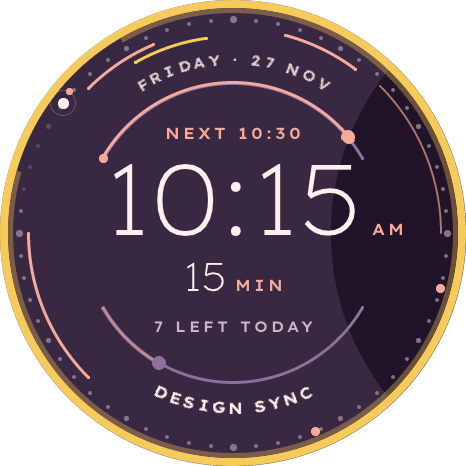 FRIDAY · 27 NOV
NEXT 10:30
10:15 AM
15 MIN
7 LEFT TODAY
DESIGN SYNC